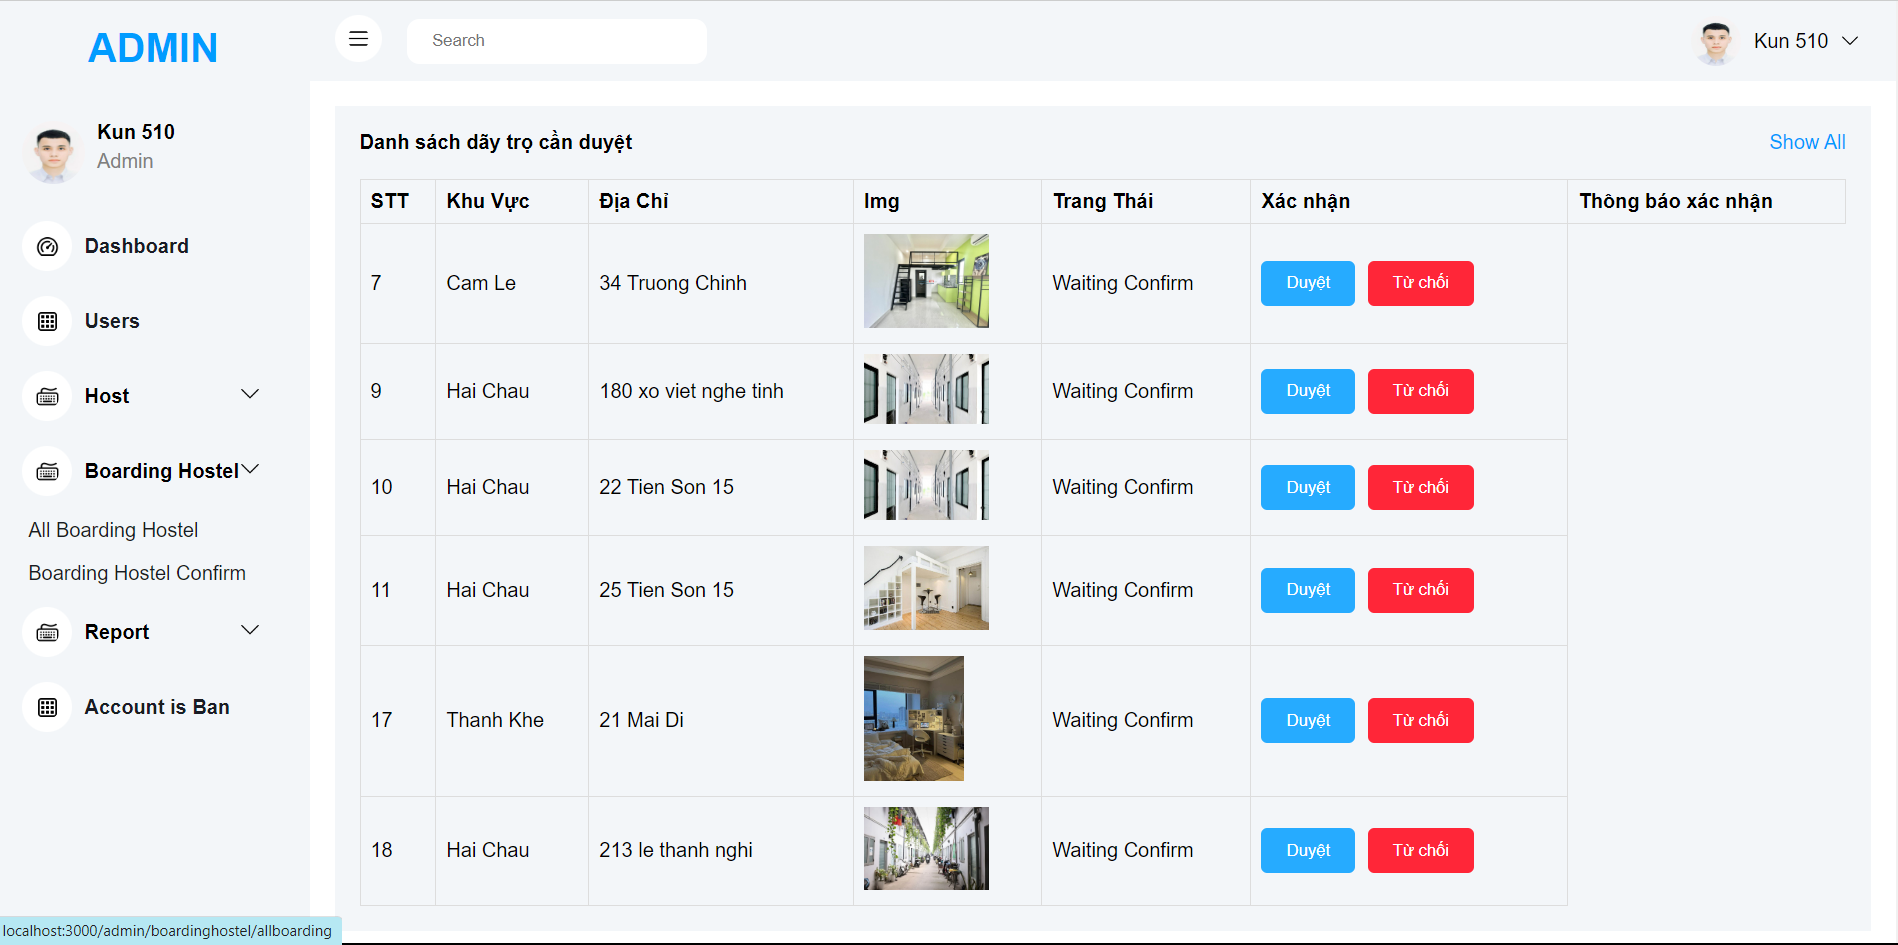 ADMIN
Search
Kun 510
Kun 510
Admin
Dashboard
Users
Host
Boarding Hostel
All Boarding Hostel
Boarding Hostel Confirm
Report
Account is Ban
Danh sách dãy trọ cần duyệt
Show All
STT Khu Vực Địa Chỉ Img Trang Thái Xác nhận Thông báo xác nhận
7 Cam Le 34 Truong Chinh Waiting Confirm Duyệt Từ chối
9 Hai Chau 180 xo viet nghe tinh Waiting Confirm Duyệt Từ chối
10 Hai Chau 22 Tien Son 15 Waiting Confirm Duyệt Từ chối
11 Hai Chau 25 Tien Son 15 Waiting Confirm Duyệt Từ chối
17 Thanh Khe 21 Mai Di Waiting Confirm Duyệt Từ chối
18 Hai Chau 213 le thanh nghi Waiting Confirm Duyệt Từ chối
localhost:3000/admin/boardinghostel/allboarding